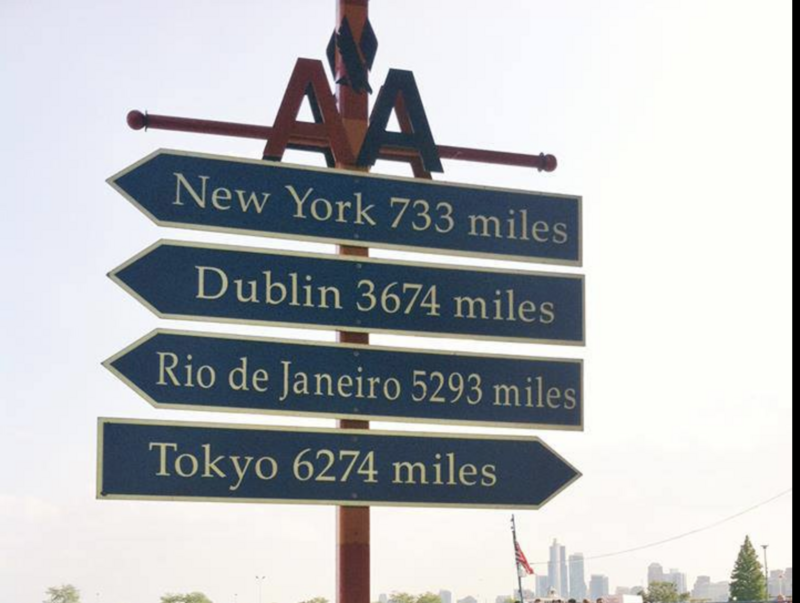 AA
New York 733 miles
Dublin 3674 miles
Rio de Janeiro 5293 miles
Tokyo 6274 miles